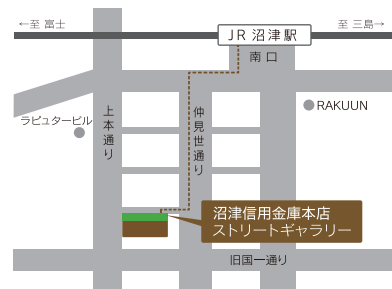 ←至 富士
JR 沼津駅
至 三島→
南口
上本通り
仲見世通り
ラピュタービル
RAKUUN
沼津信用金庫本店
ストリートギャラリー
旧国一通り